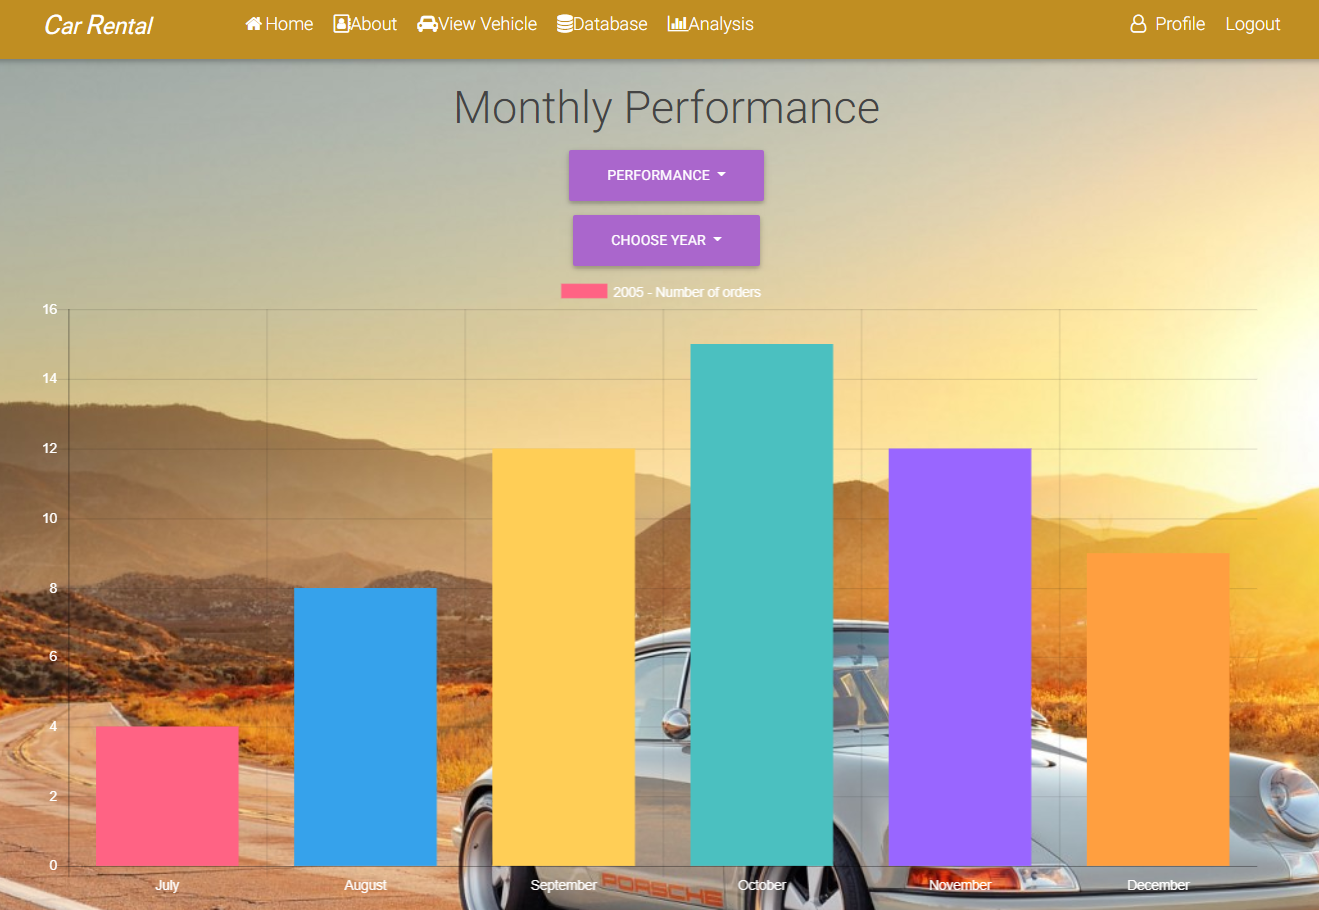 Car Rental Home About View Vehicle Database Analysis Profile Logout
Monthly Performance
PERFORMANCE
CHOOSE YEAR
2005 - Number of orders
16
14
12
10
8
6
4
2
0
July August September October November December
PORSCHE